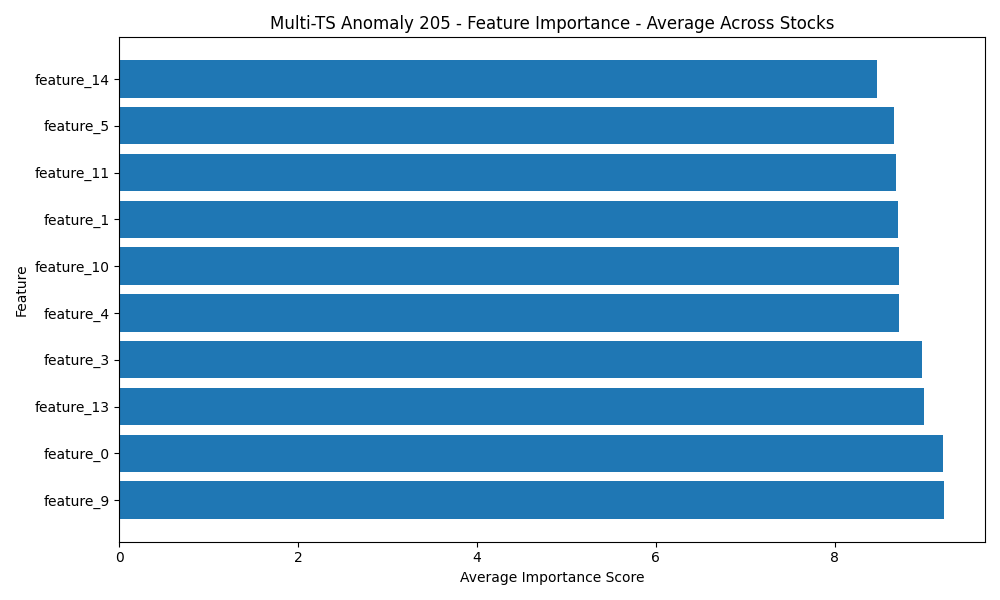 Multi-TS Anomaly 205 - Feature Importance - Average Across Stocks
feature_14
feature_5
feature_11
feature_1
feature_10
feature_4
feature_3
feature_13
feature_0
feature_9
Feature
0 2 4 6 8
Average Importance Score